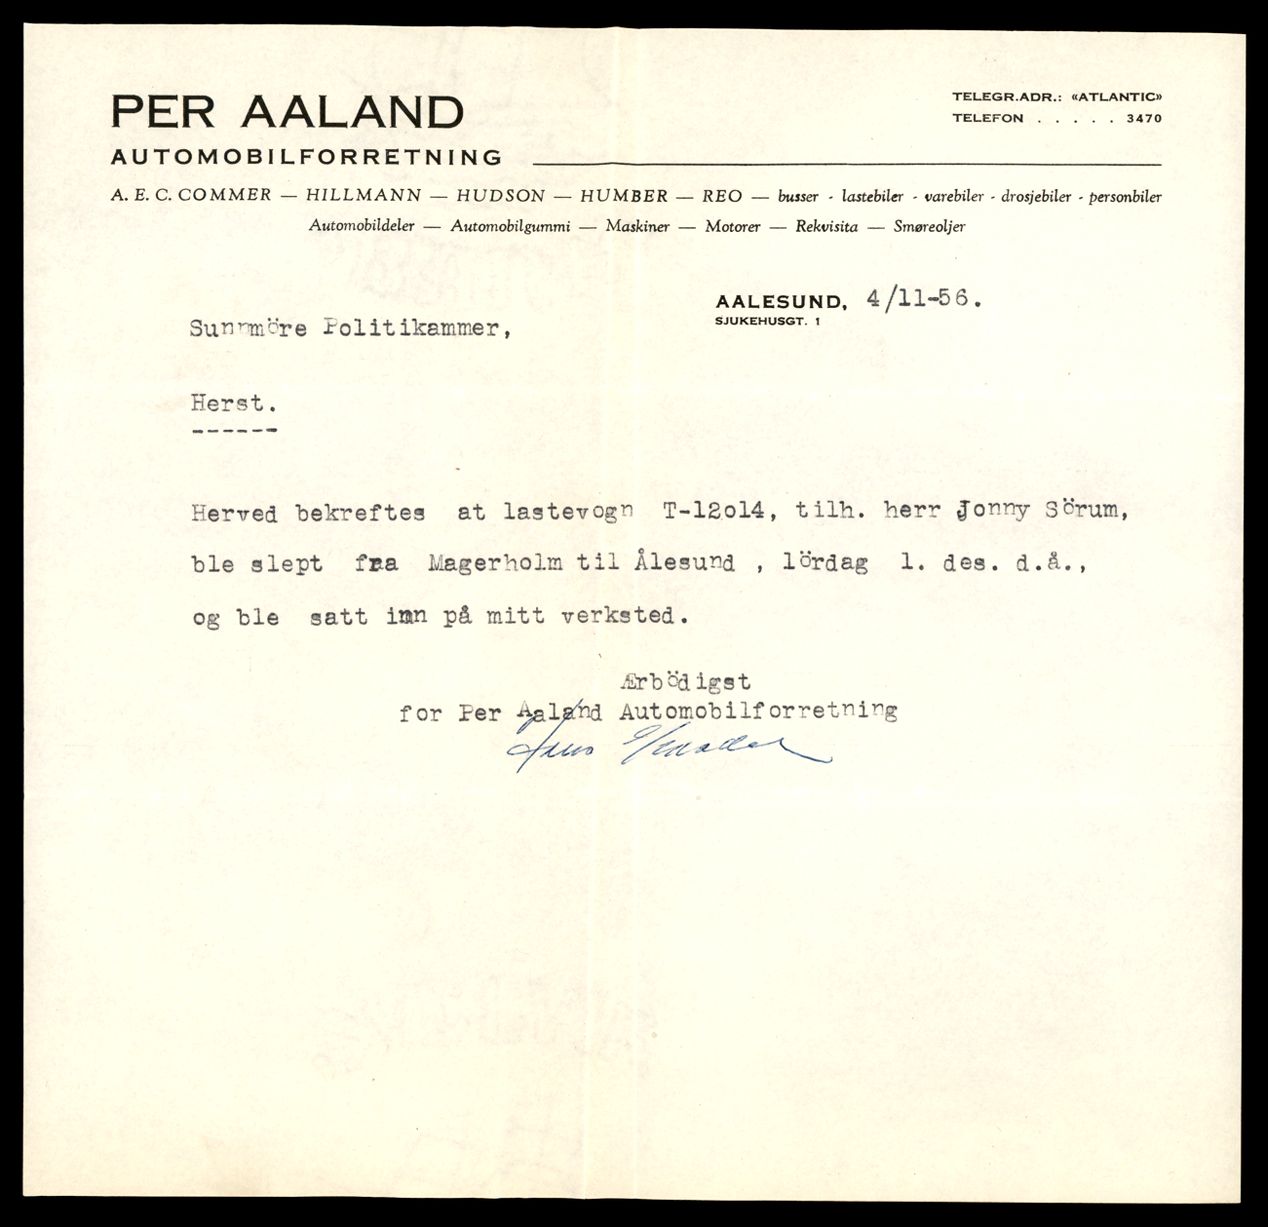 PER AALAND
AUTOMOBILFORRETNING
TELEGR.ADR.: «ATLANTIC»
TELEFON . . . . . 3470
A. E. C. COMMER — HILLMANN — HUDSON — HUMBER — REO — busser - lastebiler - varebiler - drosjebiler - personbiler
Automobildeler — Automobilgummi — Maskiner — Motorer — Rekvisita — Smøreoljer
AALESUND, 4/11-56.
SJUKEHUSGT. 1
Sunnmöre Politikammer,
Herst.
------
Herved bekreftes at lastevogn T-12o14, tilh. herr Jonny Sörum,
ble slept fra Magerholm til Ålesund , lördag 1. des. d.å.,
og ble satt inn på mitt verksted.
Ærbödigst
for Per Aaland Automobilforretning